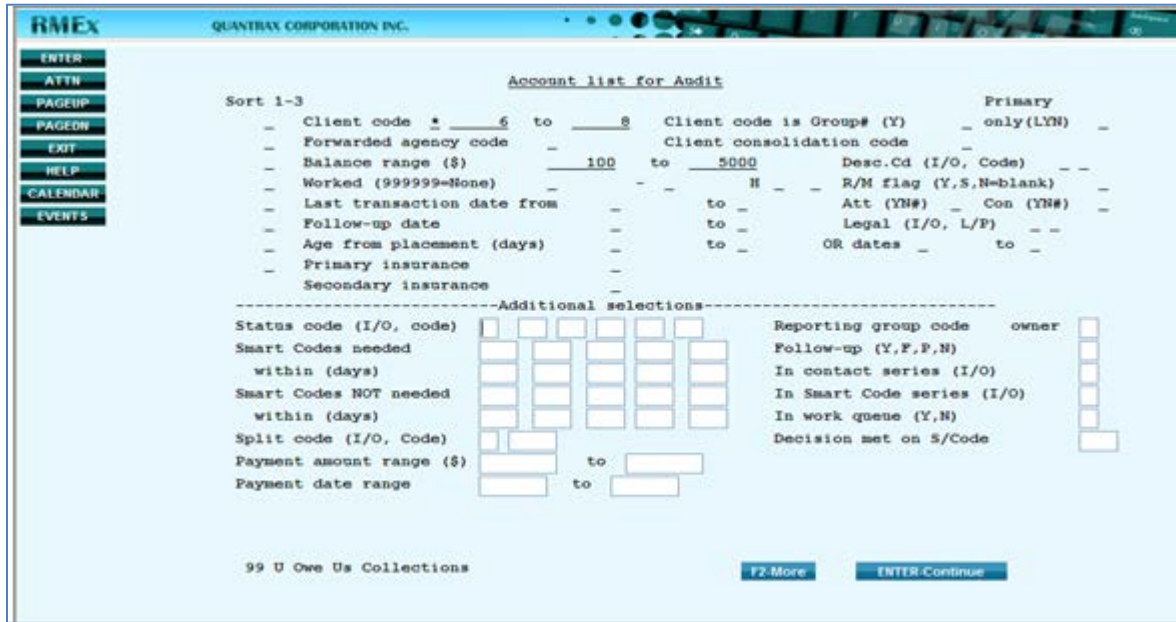 RMEx QUANTRAX CORPORATION INC.
ENTER
ATTN
PAGEUP
PAGEDN
EXIT
HELP
CALENDAR
EVENTS
Account list for Audit
Sort 1-3 Primary
_ Client code * 6 to 8 Client code is Group# (Y) _ only(LYN) _
_ Forwarded agency code _ Client consolidation code _
_ Balance range ($) 100 to 5000 Desc.Cd (I/O, Code) _ _
_ Worked (999999=None) _ - _ M _ _ R/M flag (Y,S,N=blank) _
_ Last transaction date from _ to _ Att (YN#) _ Con (YN#) _
_ Follow-up date _ to _ Legal (I/O, L/P) _ _
_ Age from placement (days) _ to _ OR dates _ to _
_ Primary insurance _
Secondary insurance _
--------------------------Additional selections-----------------------------
Status code (I/O, code) Reporting group code owner
Smart Codes needed Follow-up (Y,F,P,N)
within (days) In contact series (I/O)
Smart Codes NOT needed In Smart Code series (I/O)
within (days) In work queue (Y,N)
Split code (I/O, Code) Decision met on S/Code
Payment amount range ($) to
Payment date range to
99 U Owe Us Collections F2-More ENTER-Continue